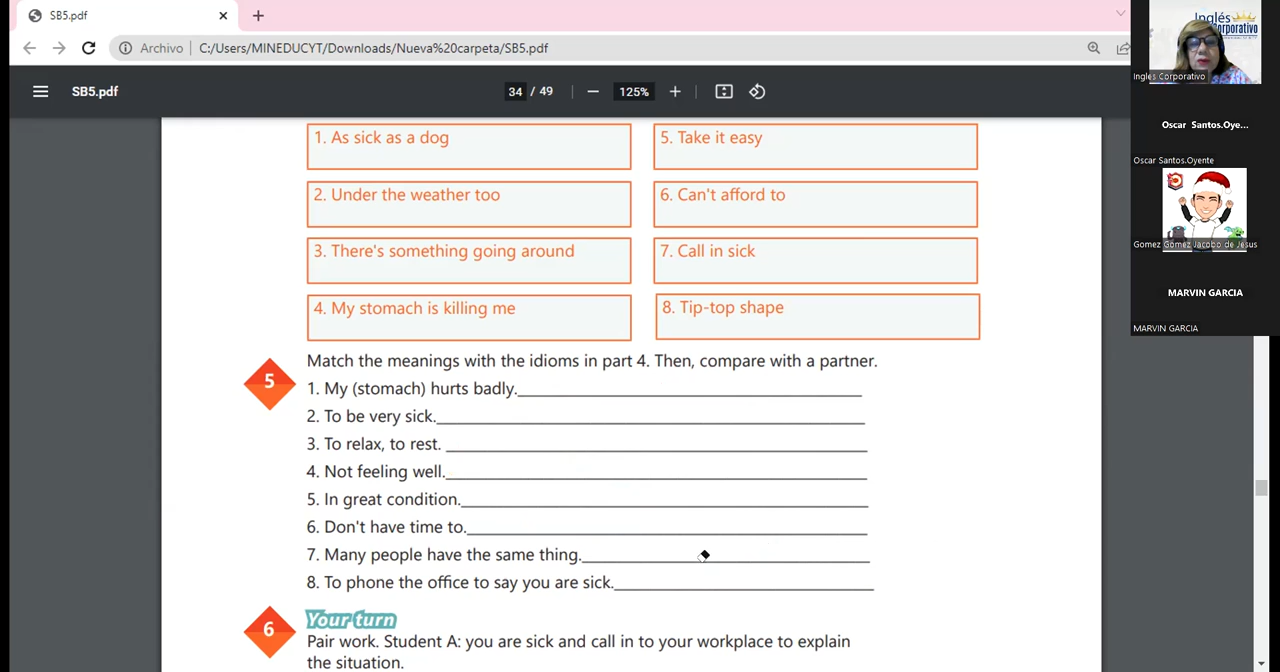 SB5.pdf
Archivo
C:/Users/MINEDUCYT/Downloads/Nueva%20carpeta/SB5.pdf
SB5.pdf
34 / 49
125%
1. As sick as a dog
5. Take it easy
2. Under the weather too
6. Can't afford to
3. There's something going around
7. Call in sick
4. My stomach is killing me
8. Tip-top shape
5
Match the meanings with the idioms in part 4. Then, compare with a partner.
1. My (stomach) hurts badly.
2. To be very sick.
3. To relax, to rest.
4. Not feeling well.
5. In great condition.
6. Don't have time to.
7. Many people have the same thing.
8. To phone the office to say you are sick.
6
Your turn
Pair work. Student A: you are sick and call in to your workplace to explain
the situation.
Inglés
Corporativo
Ingles Corporativo
Oscar Santos.Oye...
Oscar Santos.Oyente
Gomez Gomez Jacobo de Jesus
MARVIN GARCIA
MARVIN GARCIA